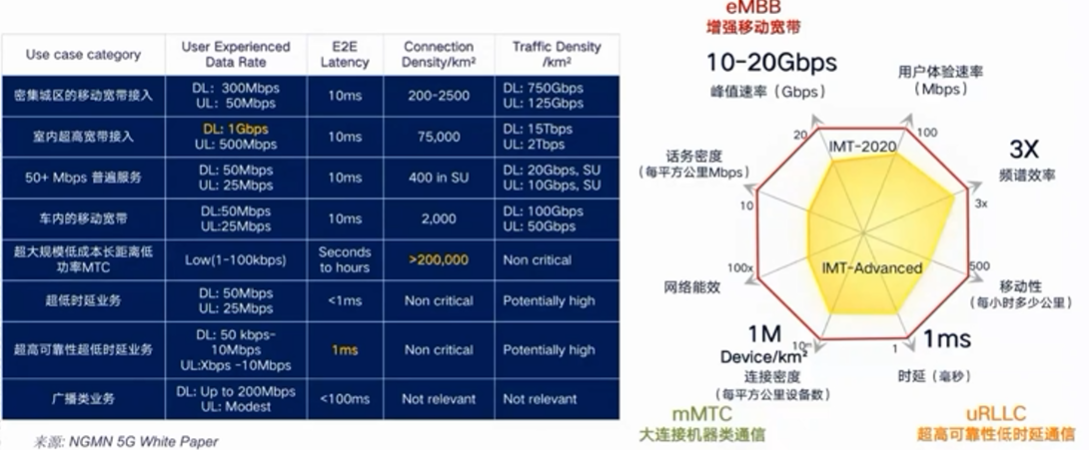 Use case category
User Experienced
Data Rate
E2E
Latency
Connection
Density/km²
Traffic Density
/km²
密集城区的移动宽带接入
DL: 300Mbps
UL: 50Mbps
10ms
200-2500
DL: 750Gbps
UL: 125Gbps
室内超高宽带接入
DL: 1Gbps
UL: 500Mbps
10ms
75,000
DL: 15Tbps
UL: 2Tbps
50+ Mbps 普遍服务
DL: 50Mbps
UL: 25Mbps
10ms
400 in SU
DL: 20Gbps, SU
UL: 10Gbps, SU
车内的移动宽带
DL:50Mbps
UL:25Mbps
10ms
2,000
DL: 100Gbps
UL: 50Gbps
超大规模低成本长距离低
功率MTC
Low(1-100kbps)
Seconds
to hours
>200,000
Non critical
超低时延业务
DL: 50Mbps
UL: 25Mbps
<1ms
Non critical
Potentially high
超高可靠性超低时延业务
DL: 50 kbps-
10Mbps
UL:Xbps -10Mbps
1ms
Non critical
Potentially high
广播类业务
DL: Up to 200Mbps
UL: Modest
<100ms
Not relevant
Not relevant
来源: NGMN 5G White Paper
eMBB
增强移动宽带
10-20Gbps
峰值速率（Gbps）
用户体验速率
（Mbps）
20
100
IMT-2020
话务密度
（每平方公里Mbps）
3X
频谱效率
10
3x
100x
IMT-Advanced
500
网络能效
移动性
（每小时多少公里）
1M
Device/km²
连接密度
（每平方公里设备数）
1
1ms
时延（毫秒）
mMTC
大连接机器类通信
uRLLC
超高可靠性低时延通信